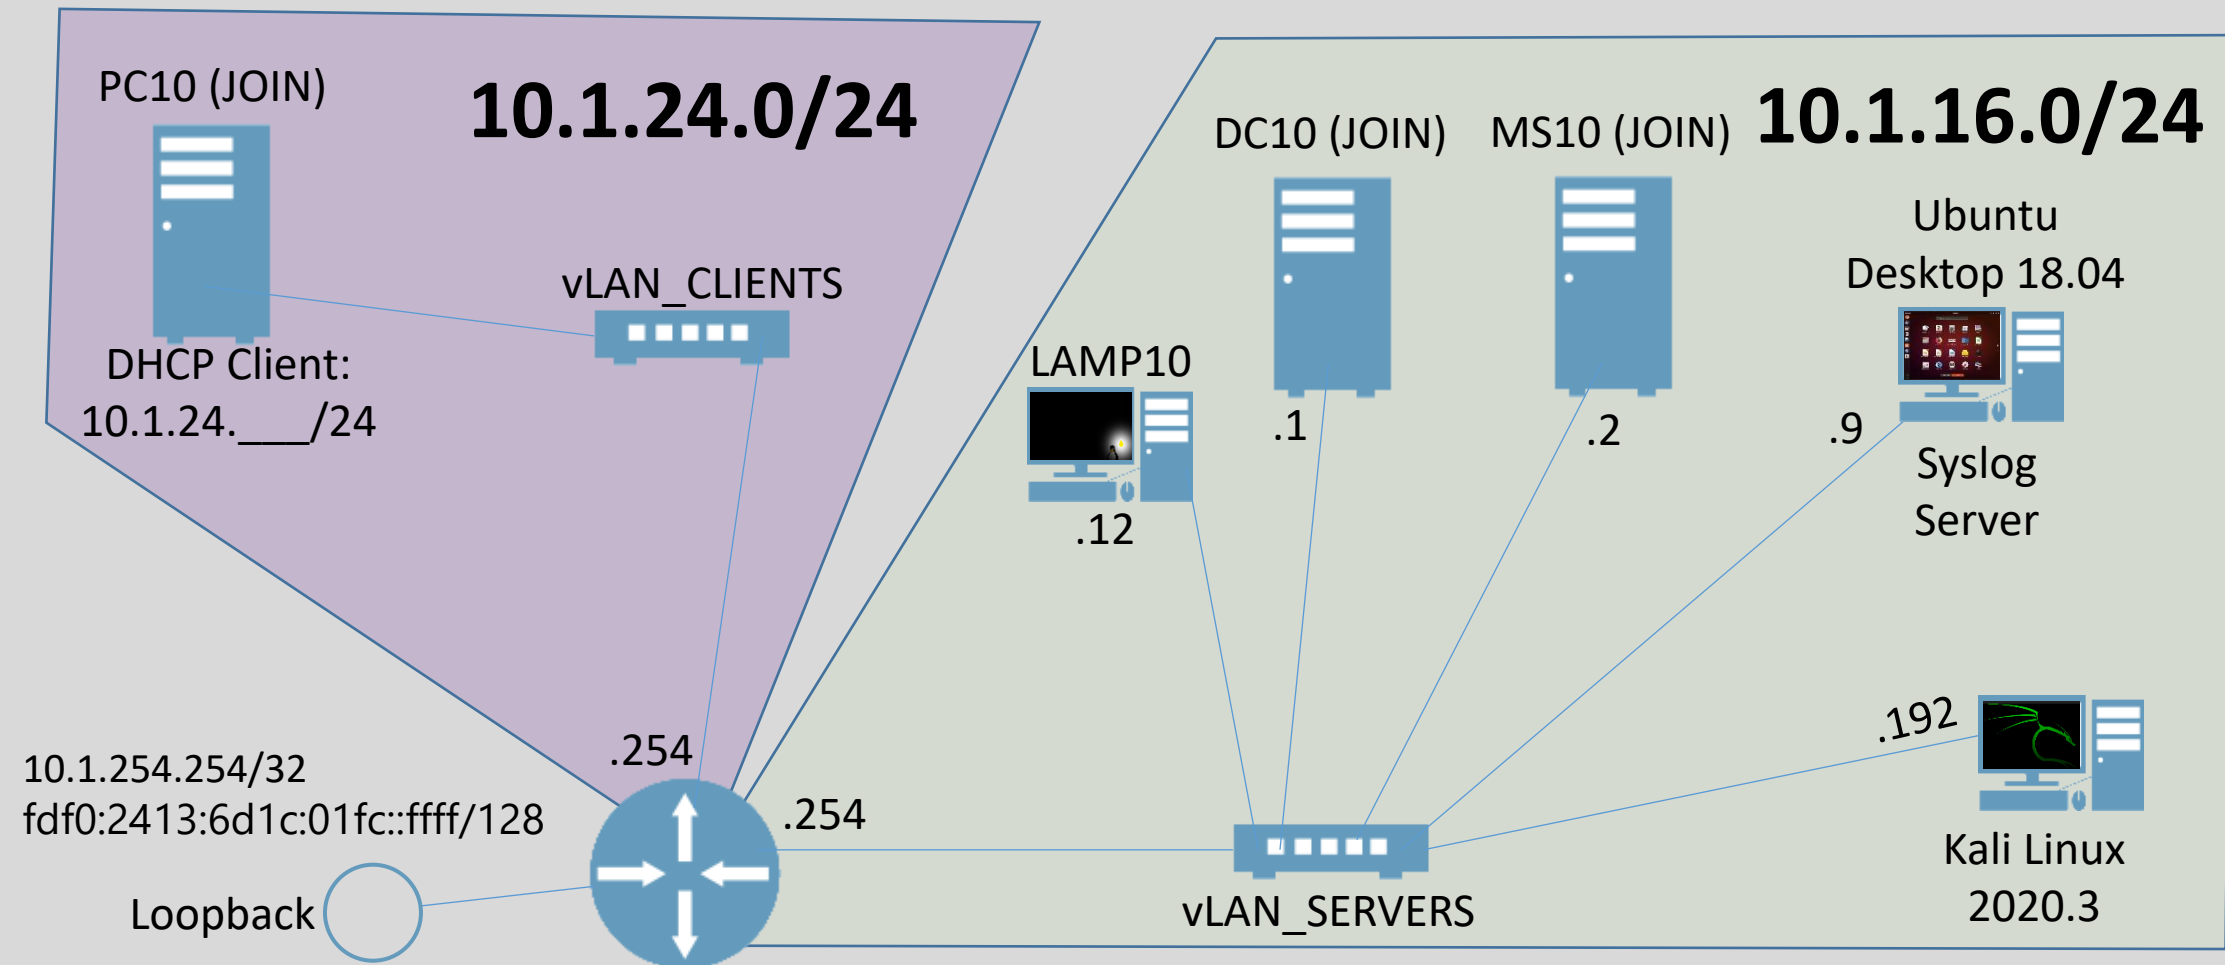 PC10 (JOIN)
10.1.24.0/24
vLAN_CLIENTS
DHCP Client:
10.1.24.___/24
.254
10.1.254.254/32
fdf0:2413:6d1c:01fc::ffff/128
Loopback
.254
10.1.16.0/24
DC10 (JOIN)
.1
MS10 (JOIN)
.2
LAMP10
.12
Ubuntu
Desktop 18.04
.9
Syslog
Server
.192
Kali Linux
2020.3
vLAN_SERVERS